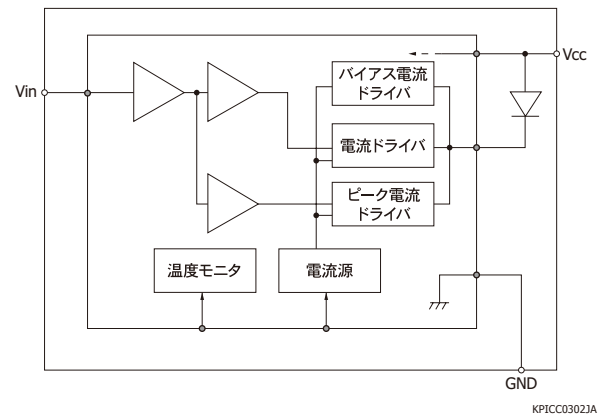 Vcc
バイアス電流
ドライバ
Vin
電流ドライバ
ピーク電流
ドライバ
温度モニタ
電流源
GND
KPICC0302JA